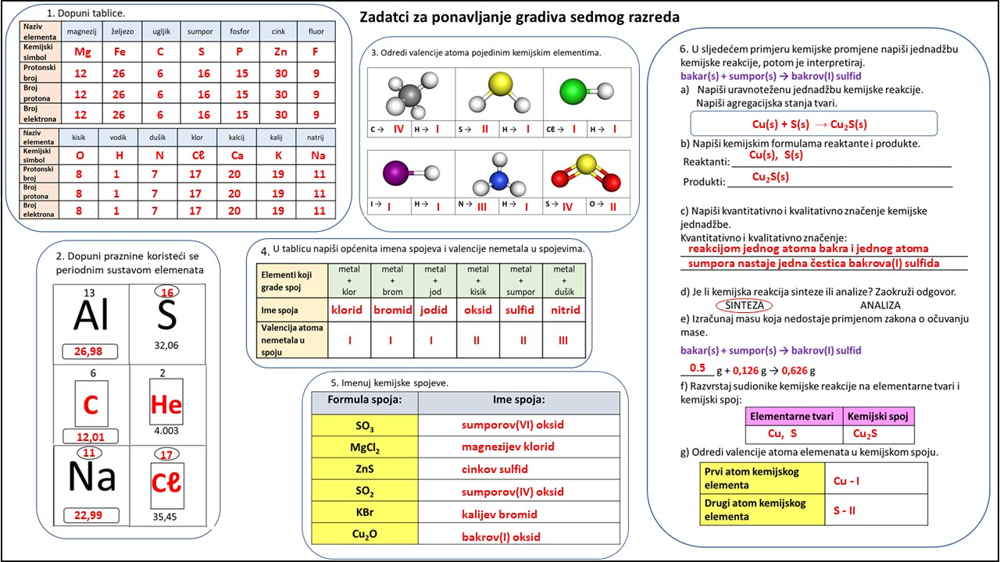 Zadatci za ponavljanje gradiva sedmog razreda
1. Dopuni tablice.
Naziv elementa magnezij željezo ugljik sumpor fosfor cink fluor
Kemijski simbol Mg Fe C S P Zn F
Protonski broj 12 26 6 16 15 30 9
Broj protona 12 26 6 16 15 30 9
Broj elektrona 12 26 6 16 15 30 9
Naziv elementa kisik vodik dušik klor kalcij kalij natrij
Kemijski simbol O H N Cℓ Ca K Na
Protonski broj 8 1 7 17 20 19 11
Broj protona 8 1 7 17 20 19 11
Broj elektrona 8 1 7 17 20 19 11
2. Dopuni praznine koristeći se
periodnim sustavom elemenata
13 16
Al S
26,98 32,06
6 2
C He
12,01 4.003
11 17
Na Cℓ
22,99 35,45
3. Odredi valencije atoma pojedinim kemijskim elementima.
C → IV H → I S → II H → I Cℓ → I H → I
I → I H → I N → III H → I S → IV O → II
4. U tablicu napiši općenita imena spojeva i valencije nemetala u spojevima.
Elementi koji grade spoj metal + klor metal + brom metal + jod metal + kisik metal + sumpor metal + dušik
Ime spoja klorid bromid jodid oksid sulfid nitrid
Valencija atoma nemetala u spoju I I I II II III
5. Imenuj kemijske spojeve.
Formula spoja: Ime spoja:
SO₃ sumporov(VI) oksid
MgCl₂ magnezijev klorid
ZnS cinkov sulfid
SO₂ sumporov(IV) oksid
KBr kalijev bromid
Cu₂O bakrov(I) oksid
6. U sljedećem primjeru kemijske promjene napiši jednadžbu
kemijske reakcije, potom je interpretiraj.
bakar(s) + sumpor(s) → bakrov(I) sulfid
a) Napiši uravnoteženu jednadžbu kemijske reakcije.
Napiši agregacijska stanja tvari.
Cu(s) + S(s) → Cu₂S(s)
b) Napiši kemijskim formulama reaktante i produkte.
Reaktanti: Cu(s), S(s)
Produkti: Cu₂S(s)
c) Napiši kvantitativno i kvalitativno značenje kemijske
jednadžbe.
Kvantitativno i kvalitativno značenje:
reakcijom jednog atoma bakra i jednog atoma
sumpora nastaje jedna čestica bakrova(I) sulfida
d) Je li kemijska reakcija sinteze ili analize? Zaokruži odgovor.
SINTEZA ANALIZA
e) Izračunaj masu koja nedostaje primjenom zakona o očuvanju
mase.
bakar(s) + sumpor(s) → bakrov(I) sulfid
0.5 g + 0,126 g → 0,626 g
f) Razvrstaj sudionike kemijske reakcije na elementarne tvari i
kemijski spoj:
Elementarne tvari Kemijski spoj
Cu, S Cu₂S
g) Odredi valencije atoma elemenata u kemijskom spoju.
Prvi atom kemijskog elementa Cu - I
Drugi atom kemijskog elementa S - II